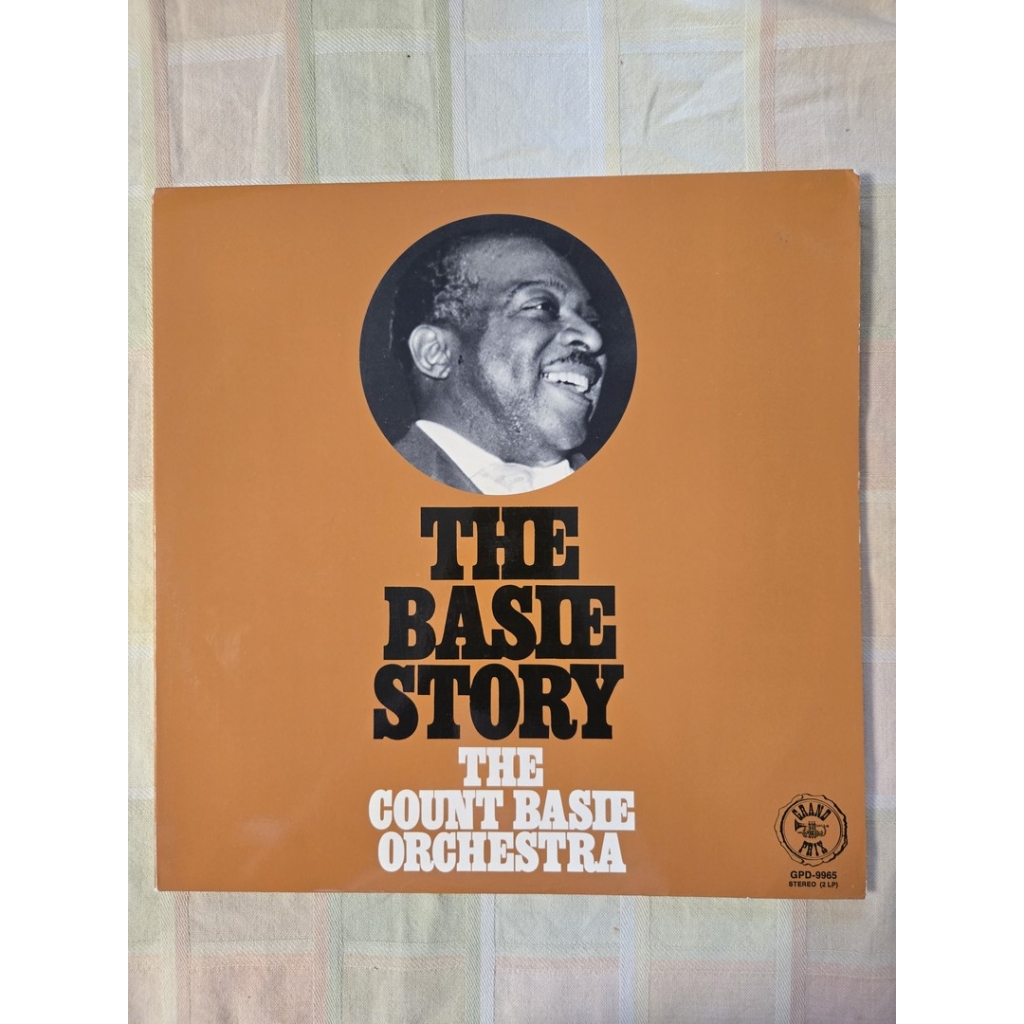 THE
BASIE
STORY
THE
COUNT BASIE
ORCHESTRA
GRAND
PRIX
GPD-9965
STEREO (2 LP)